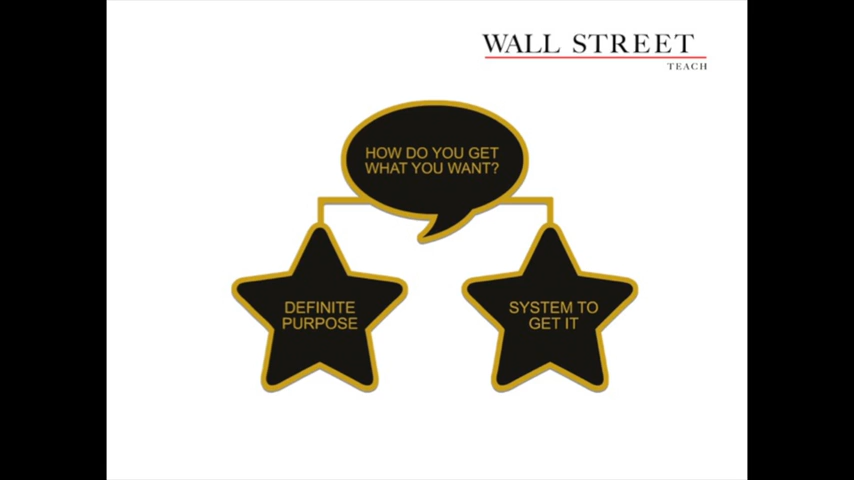 WALL STREET
TEACH
HOW DO YOU GET
WHAT YOU WANT?
DEFINITE
PURPOSE
SYSTEM TO
GET IT